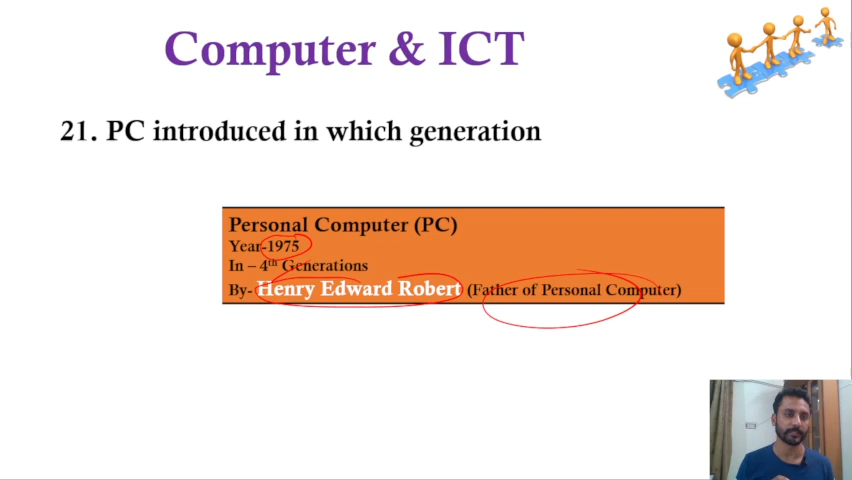 Computer & ICT
21. PC introduced in which generation
Personal Computer (PC)
Year-1975
In – 4th Generations
By- Henry Edward Robert (Father of Personal Computer)